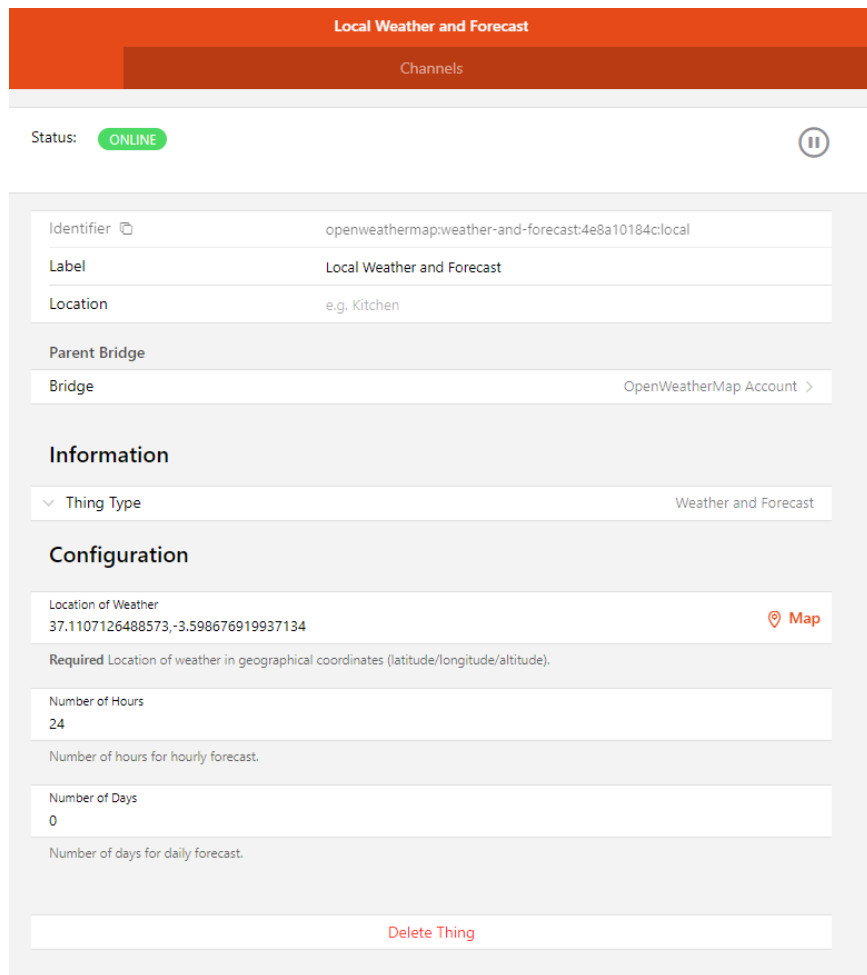 Local Weather and Forecast
Channels
Status: ONLINE
Identifier openweathermap:weather-and-forecast:4e8a10184c:local
Label Local Weather and Forecast
Location e.g. Kitchen
Parent Bridge
Bridge OpenWeatherMap Account
Information
Thing Type Weather and Forecast
Configuration
Location of Weather
37.1107126488573,-3.598676919937134
Map
Required Location of weather in geographical coordinates (latitude/longitude/altitude).
Number of Hours
24
Number of hours for hourly forecast.
Number of Days
0
Number of days for daily forecast.
Delete Thing